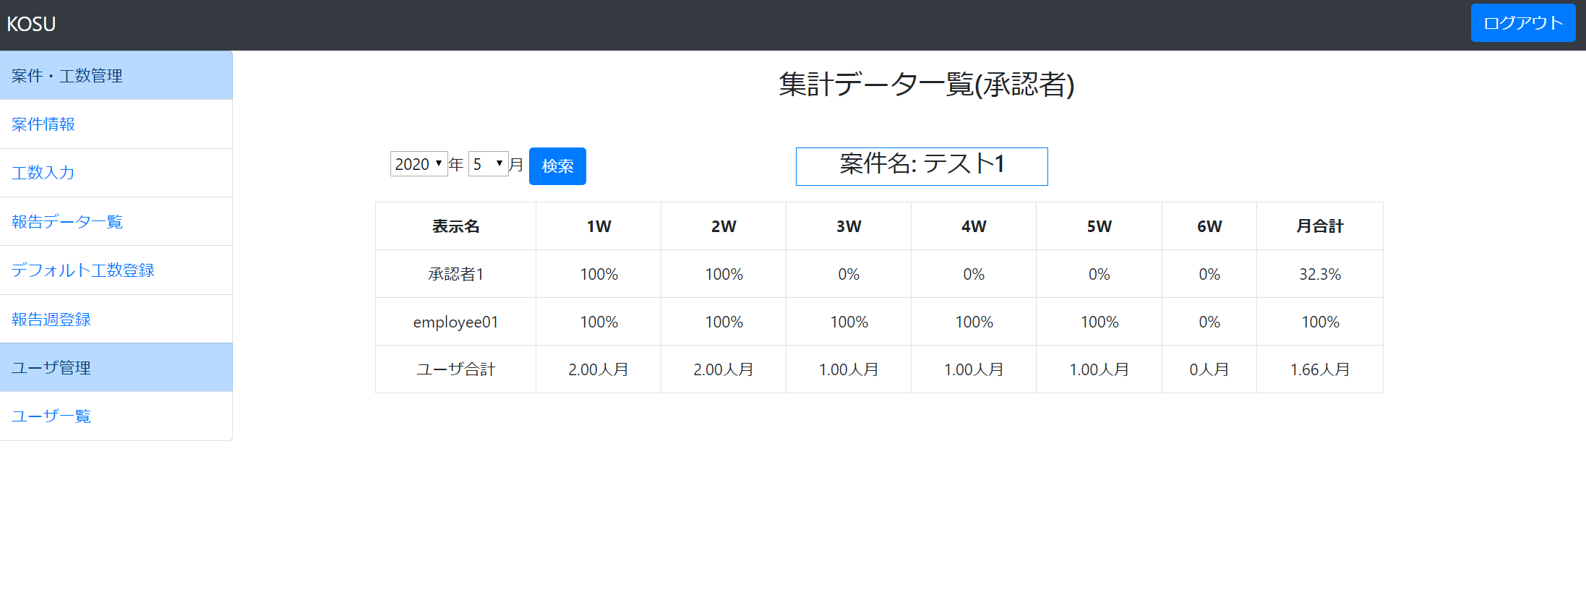 KOSU
ログアウト
案件・工数管理
案件情報
工数入力
報告データ一覧
デフォルト工数登録
報告週登録
ユーザ管理
ユーザ一覧
集計データ一覧(承認者)
2020年 5月 検索
案件名: テスト1
表示名 1W 2W 3W 4W 5W 6W 月合計
承認者1 100% 100% 0% 0% 0% 0% 32.3%
employee01 100% 100% 100% 100% 100% 0% 100%
ユーザ合計 2.00人月 2.00人月 1.00人月 1.00人月 1.00人月 0人月 1.66人月